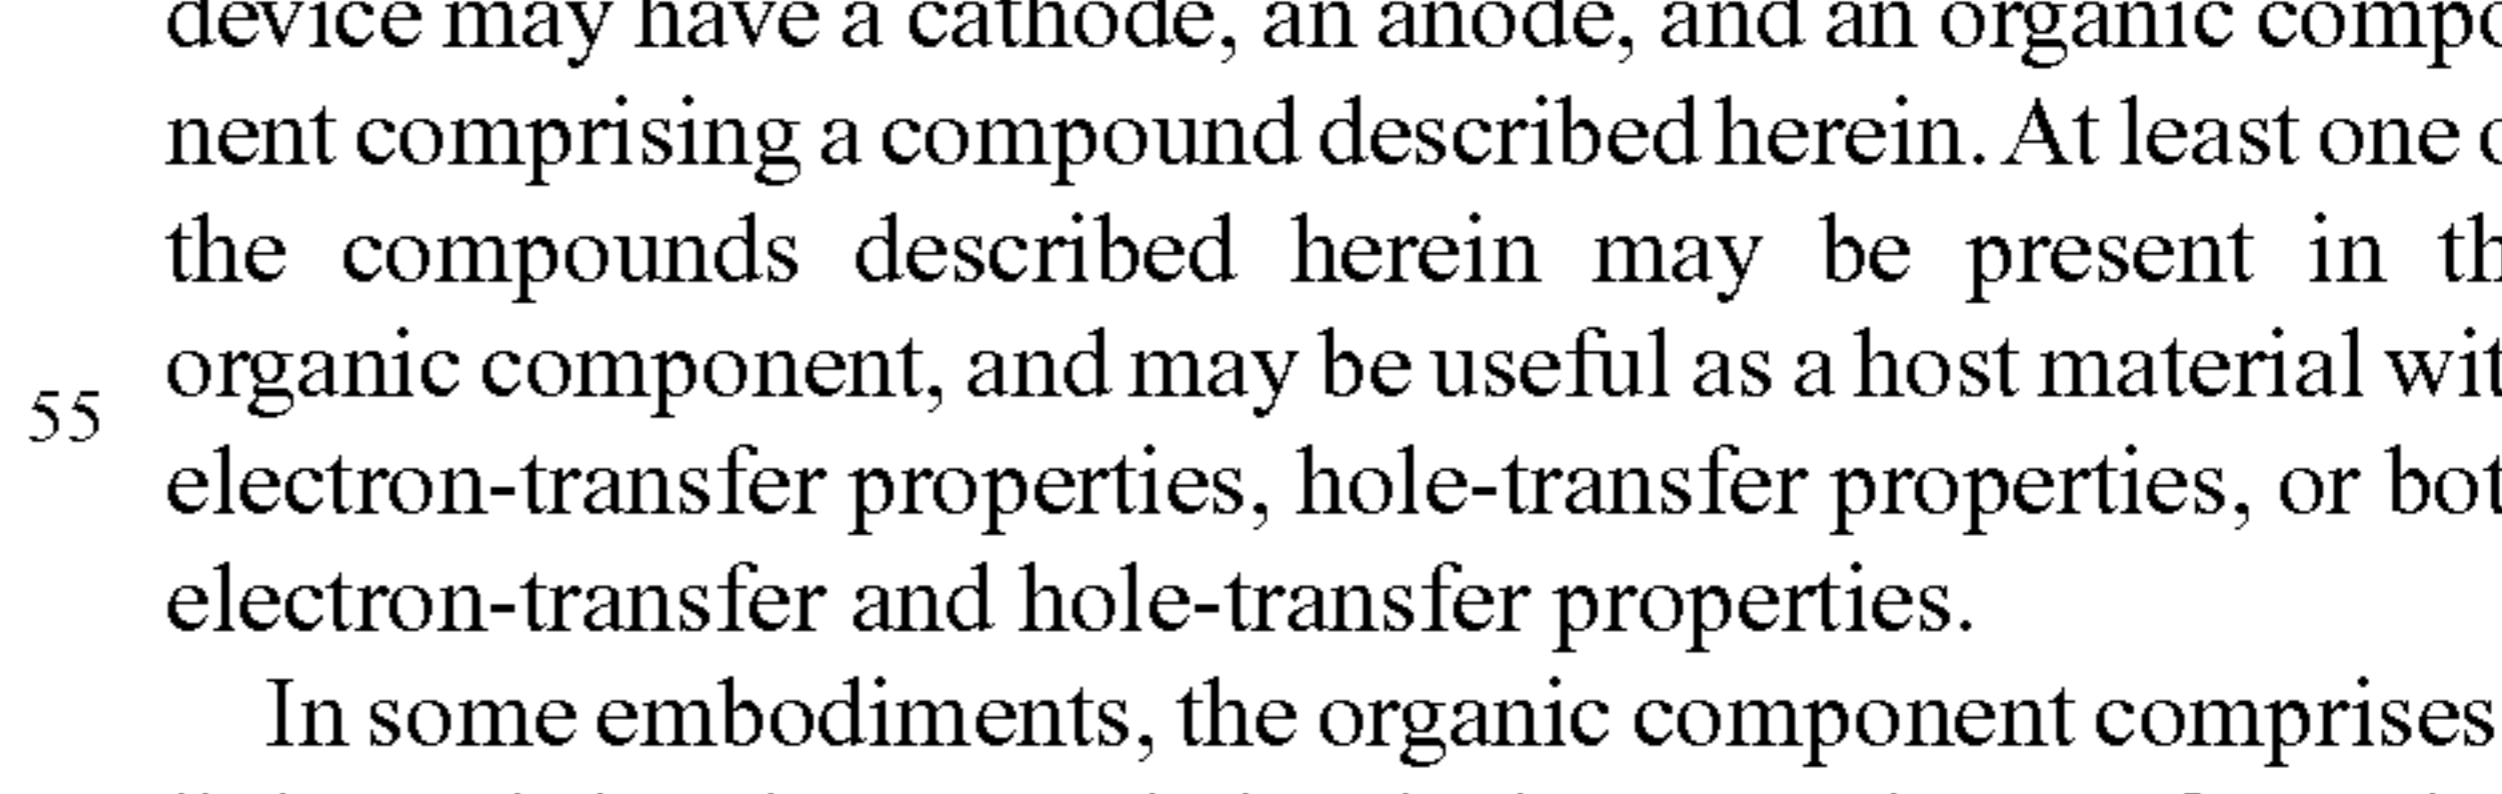 device may have a cathode, an anode, and an organic compo
nent comprising a compound described herein. At least one
the compounds described herein may be present in th
organic component, and may be useful as a host material wit
55
electron-transfer properties, hole-transfer properties, or bot
electron-transfer and hole-transfer properties.
In some embodiments, the organic component comprises